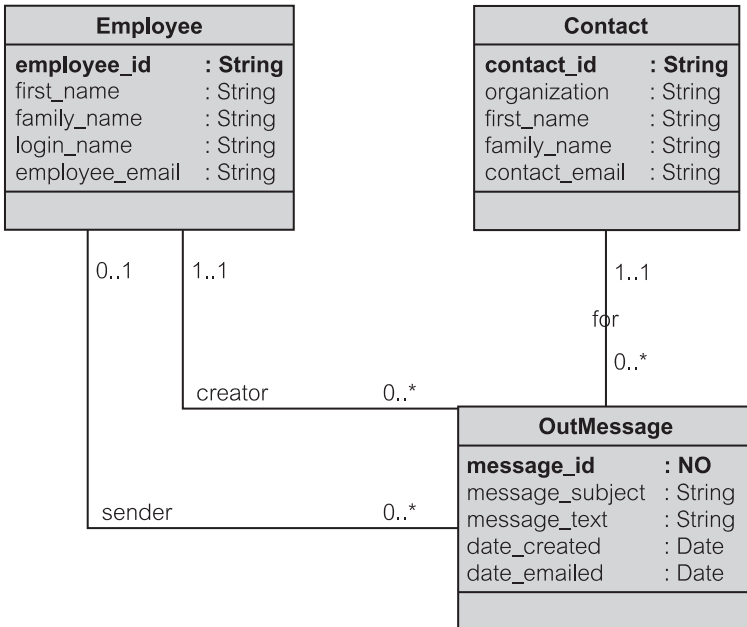 Employee
employee_id : String
first_name : String
family_name : String
login_name : String
employee_email : String
Contact
contact_id : String
organization : String
first_name : String
family_name : String
contact_email : String
0..1
1..1
1..1
for
0..*
creator
0..*
sender
0..*
OutMessage
message_id : NO
message_subject : String
message_text : String
date_created : Date
date_emailed : Date